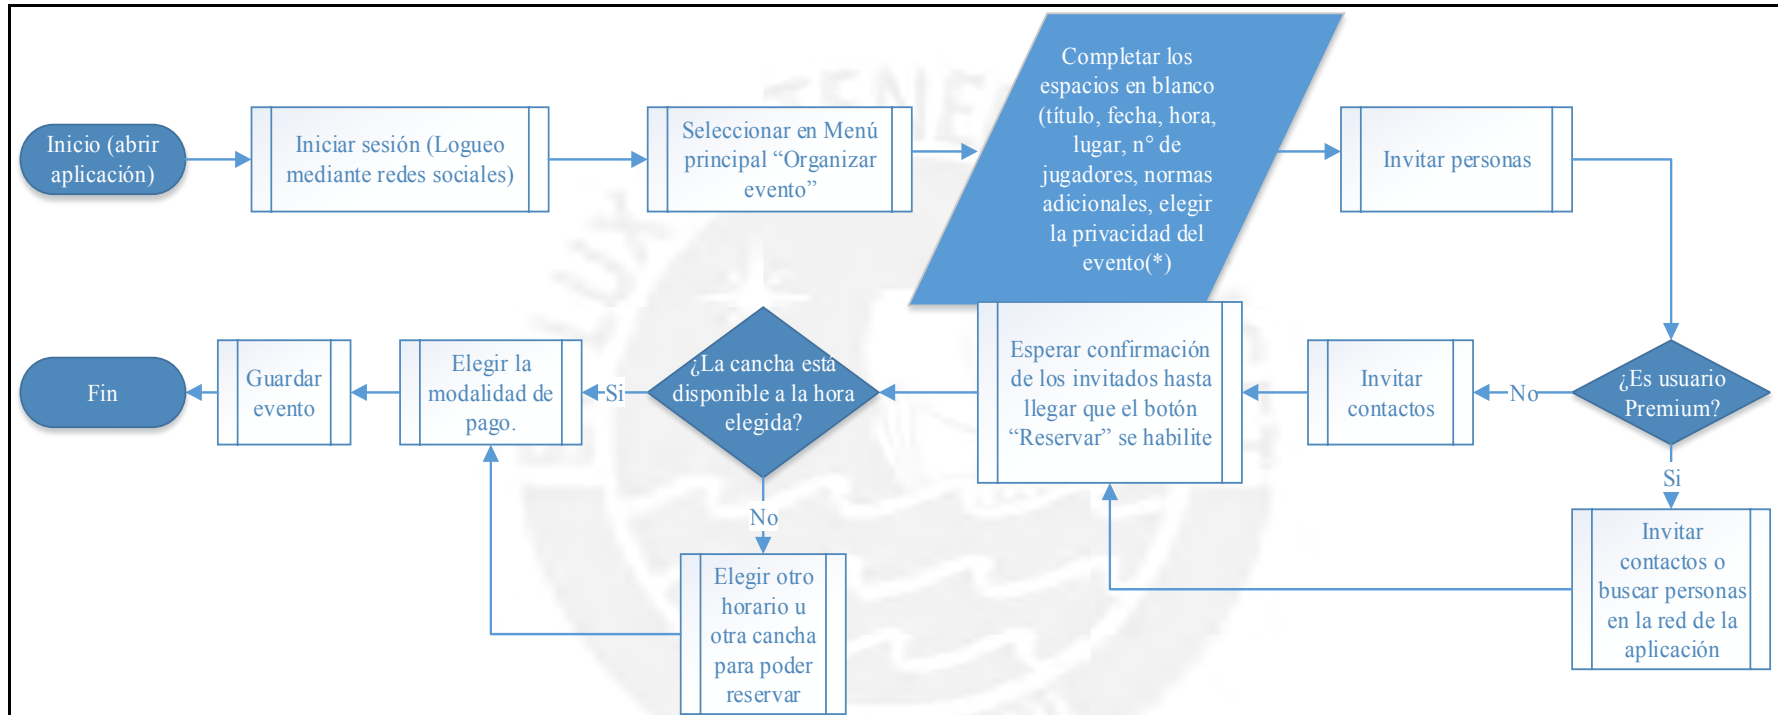 Inicio (abrir
aplicación)
Iniciar sesión (Logueo
mediante redes sociales)
Seleccionar en Menú
principal “Organizar
evento”
Completar los
espacios en blanco
(título, fecha, hora,
lugar, n° de
jugadores, normas
adicionales, elegir
la privacidad del
evento(*)
Invitar personas
¿Es usuario
Premium?
No
Si
Invitar
contactos
Invitar
contactos o
buscar personas
en la red de la
aplicación
Esperar confirmación
de los invitados hasta
llegar que el botón
“Reservar” se habilite
¿La cancha está
disponible a la hora
elegida?
Si
No
Elegir otro
horario u
otra cancha
para poder
reservar
Elegir la
modalidad de
pago.
Guardar
evento
Fin